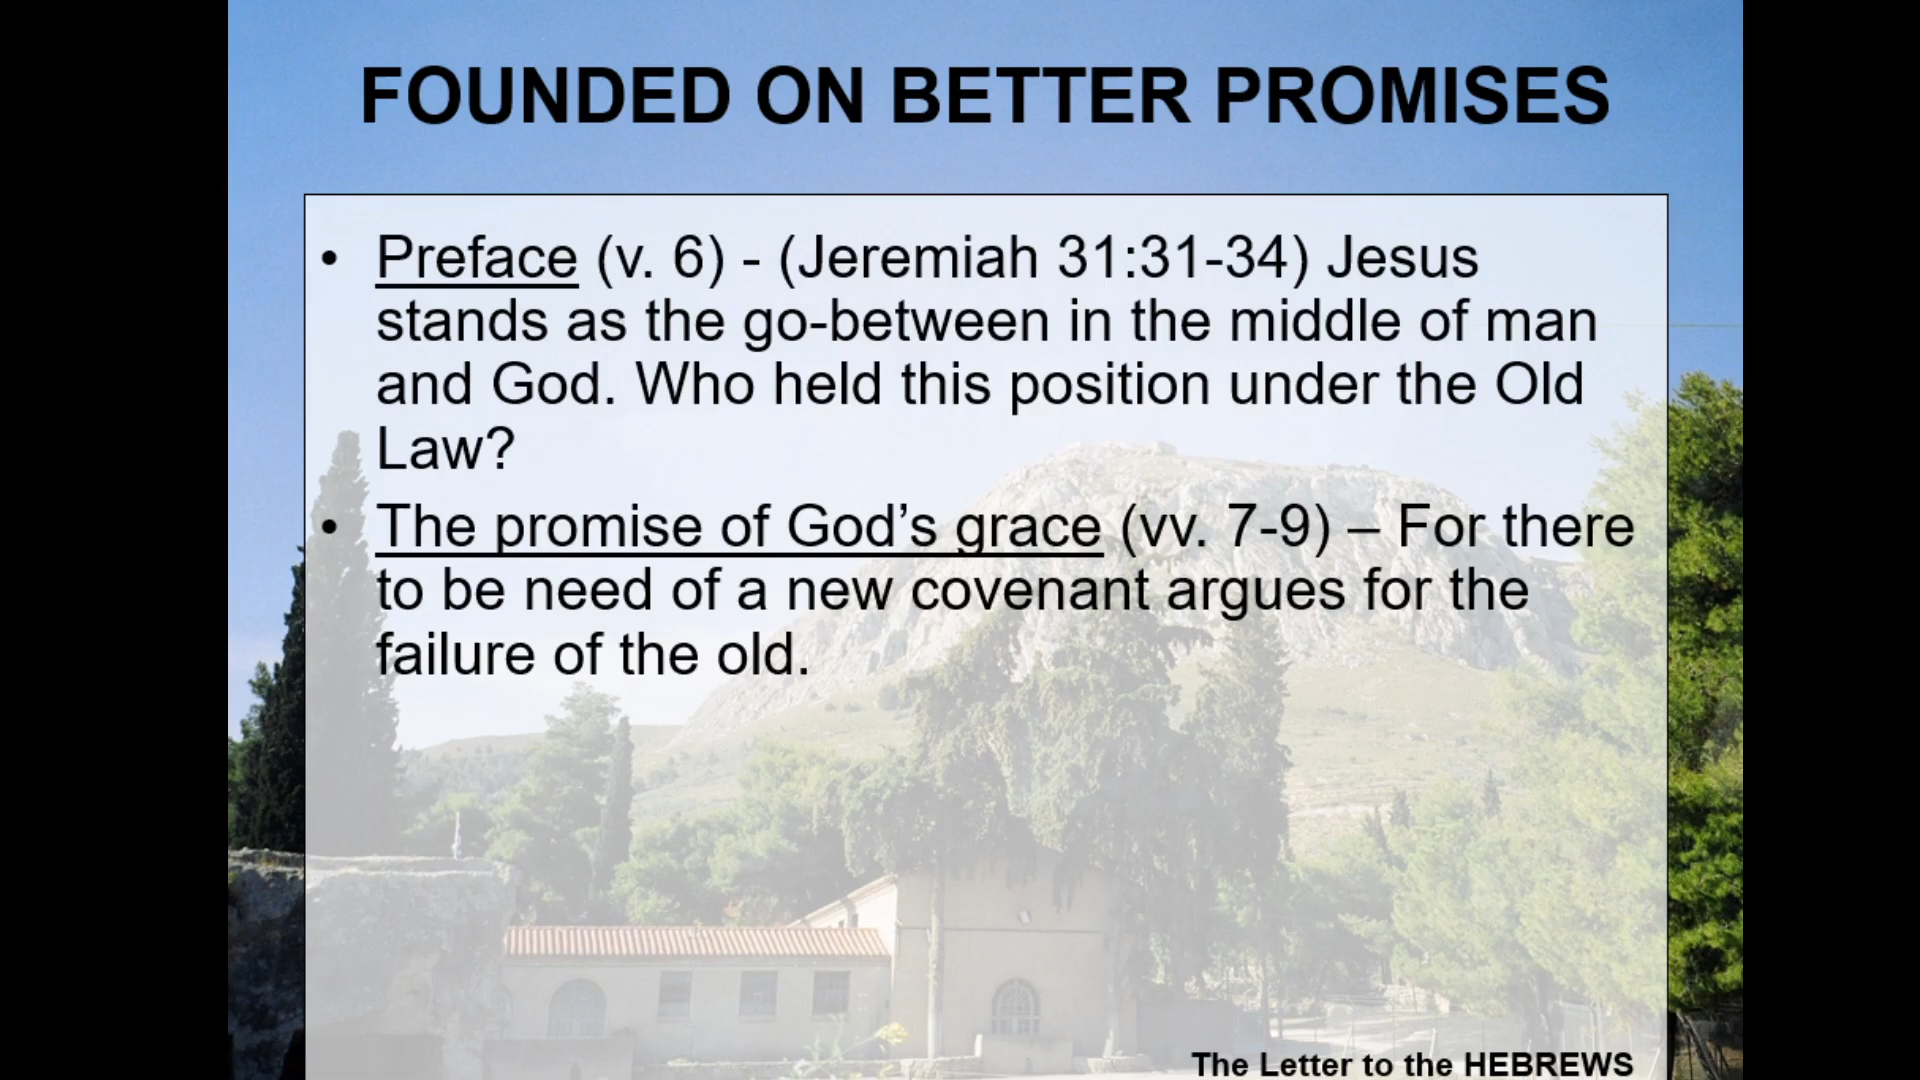 FOUNDED ON BETTER PROMISES
• Preface (v. 6) - (Jeremiah 31:31-34) Jesus
stands as the go-between in the middle of man
and God. Who held this position under the Old
Law?
• The promise of God’s grace (vv. 7-9) – For there
to be need of a new covenant argues for the
failure of the old.
The Letter to the HEBREWS